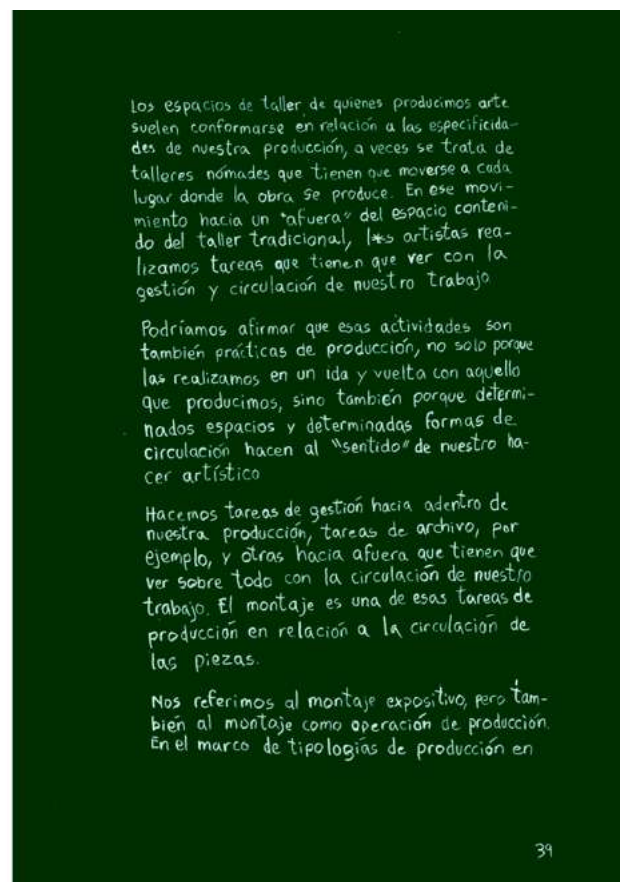 Los espacios de taller de quienes producimos arte
suelen conformarse en relación a las especificida-
des de nuestra producción, a veces se trata de
talleres nómades que tienen que moverse a cada
lugar donde la obra se produce. En ese movi-
miento hacia un "afuera" del espacio conteni-
do del taller tradicional, l*s artistas rea-
lizamos tareas que tienen que ver con la
gestión y circulación de nuestro trabajo
Podríamos afirmar que esas actividades son
también prácticas de producción, no solo porque
las realizamos en un ida y vuelta con aquello
que producimos, sino también porque determi-
nados espacios y determinadas formas de
circulación hacen al "sentido" de nuestro ha-
cer artístico
Hacemos tareas de gestión hacia adentro de
nuestra producción, tareas de archivo, por
ejemplo, y otras hacia afuera que tienen que
ver sobre todo con la circulación de nuestro
trabajo. El montaje es una de esas tareas de
producción en relación a la circulación de
las piezas.
Nos referimos al montaje expositivo, pero tam-
bién al montaje como operación de producción.
En el marco de tipologías de producción en
39